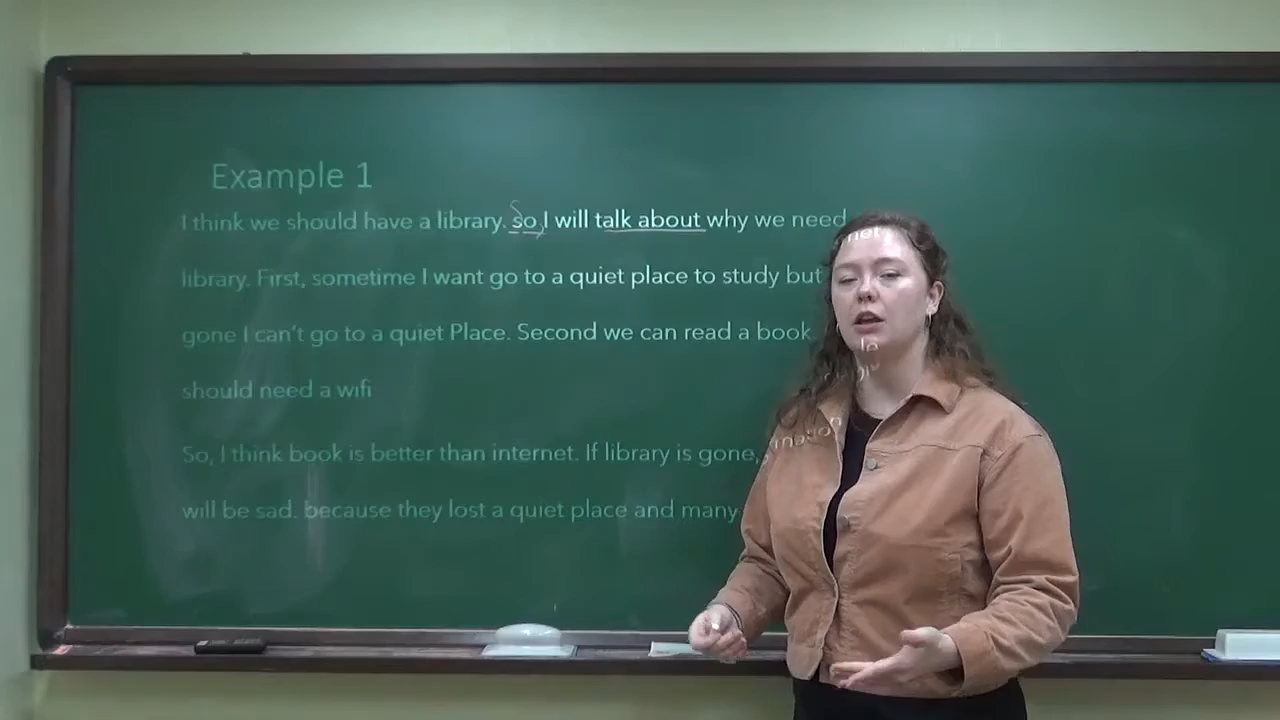 Example 1
I think we should have a library. so, I will talk about why we need
library. First, sometime I want go to a quiet place to study but
gone I can't go to a quiet Place. Second we can read a book
should need a wifi
So, I think book is better than internet. If library is gone,
will be sad. because they lost a quiet place and many